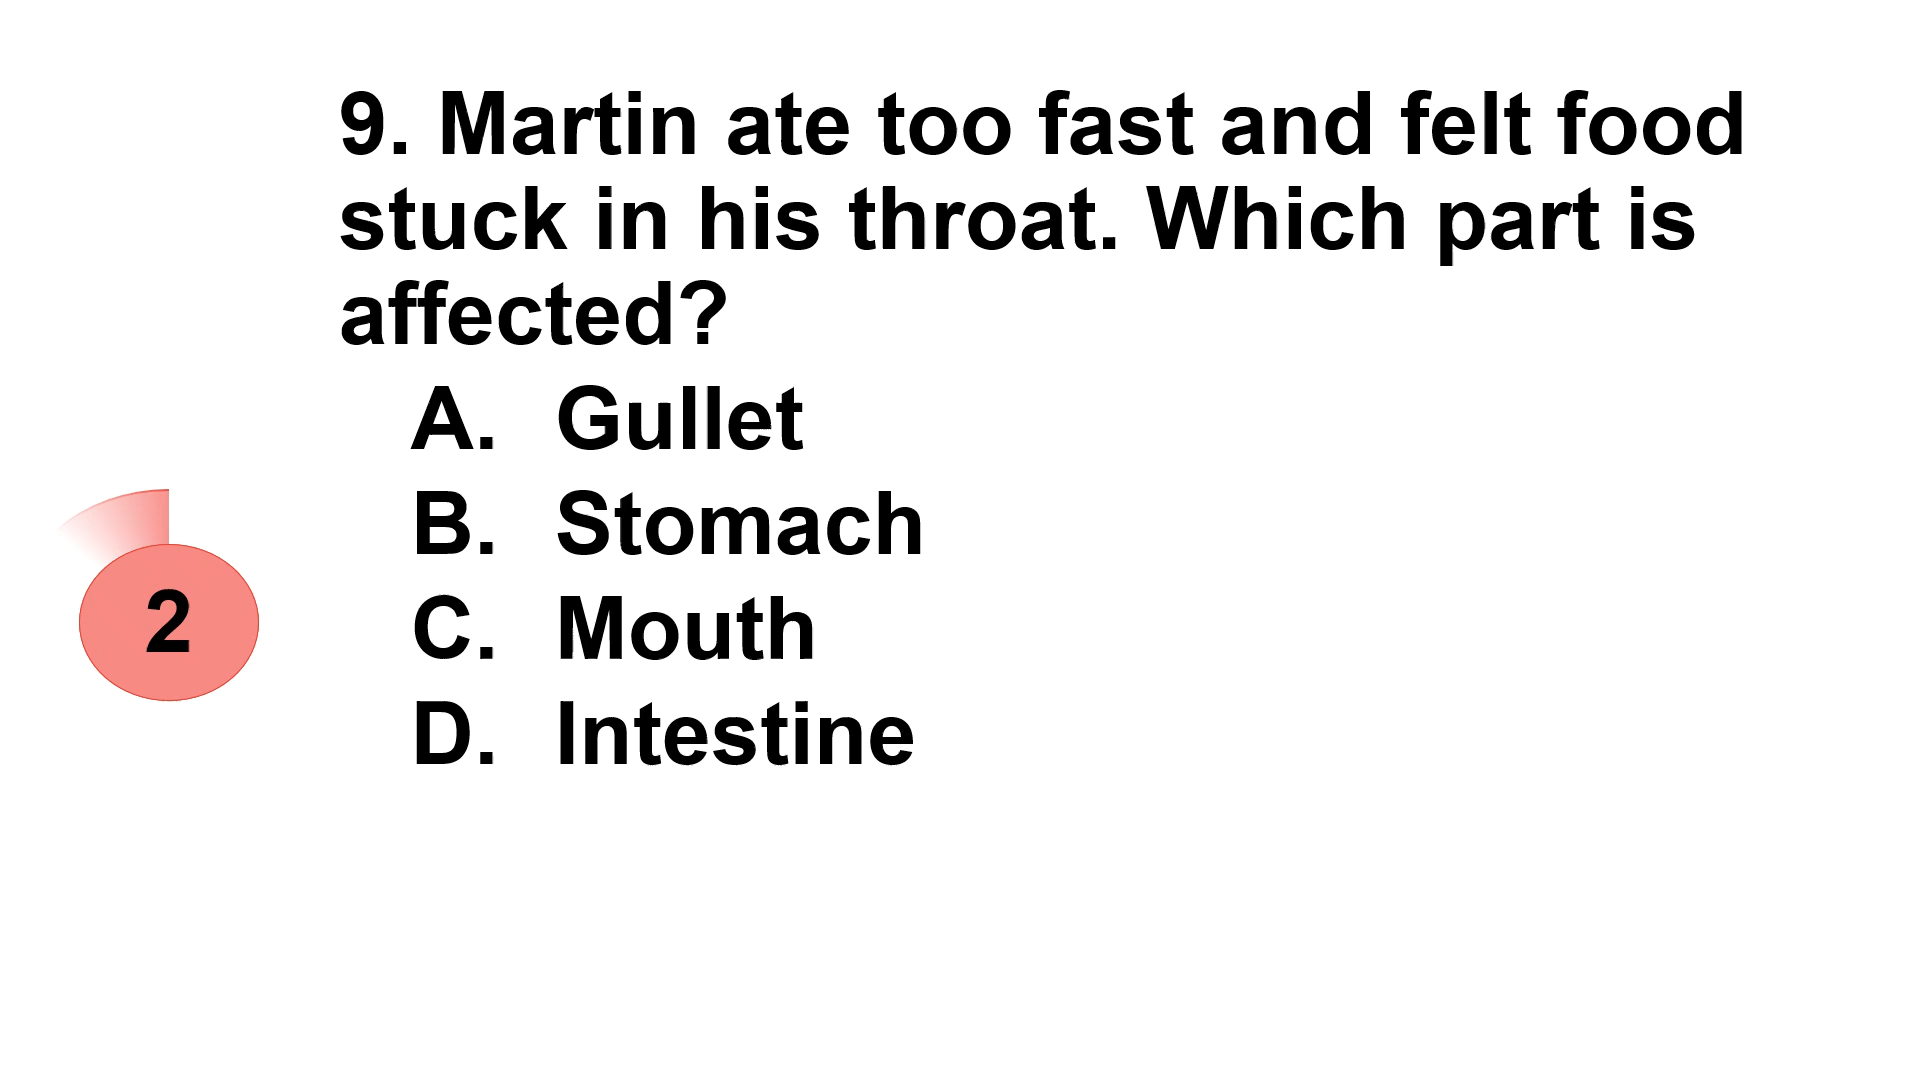 9. Martin ate too fast and felt food
stuck in his throat. Which part is
affected?
A. Gullet
B. Stomach
C. Mouth
D. Intestine
2